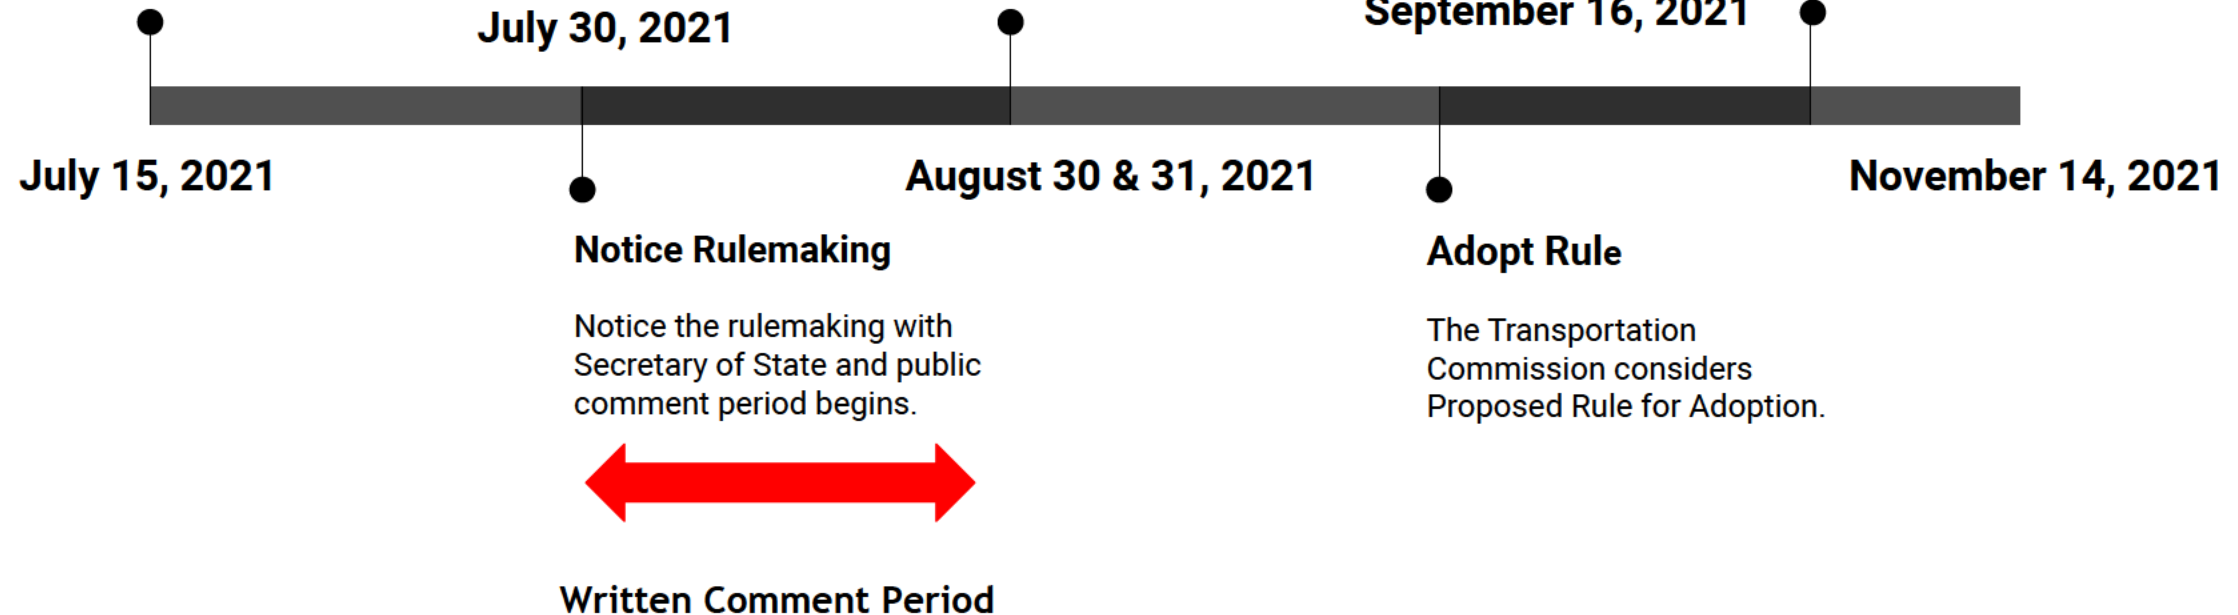 July 30, 2021
September 16, 2021
July 15, 2021
August 30 & 31, 2021
November 14, 2021
Notice Rulemaking
Notice the rulemaking with
Secretary of State and public
comment period begins.
Adopt Rule
The Transportation
Commission considers
Proposed Rule for Adoption.
Written Comment Period